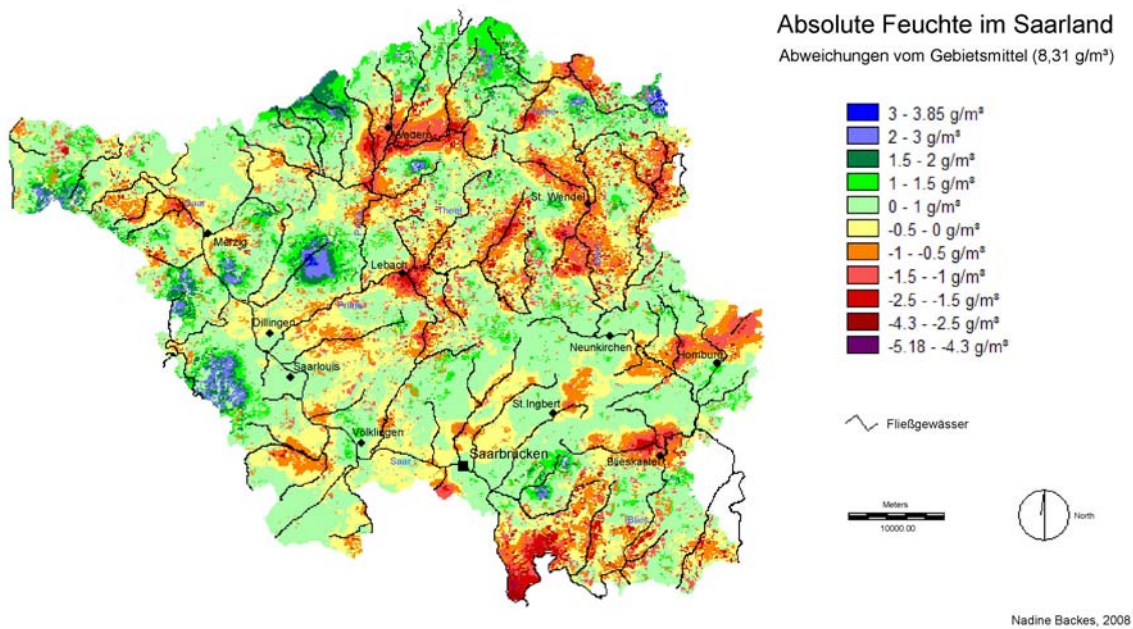 Absolute Feuchte im Saarland
Abweichungen vom Gebietsmittel (8,31 g/m³)
3 - 3.85 g/m³
2 - 3 g/m³
1.5 - 2 g/m³
1 - 1.5 g/m³
0 - 1 g/m³
-0.5 - 0 g/m³
-1 - -0.5 g/m³
-1.5 - -1 g/m³
-2.5 - -1.5 g/m³
-4.3 - -2.5 g/m³
-5.18 - -4.3 g/m³
Wadern
St. Wendel
Saar
Theel
Merzig
Lebach
Prims
Dillingen
Neunkirchen
Homburg
Saarlouis
St.Ingbert
Völklingen
Saarbrücken
Saar
Blieskastel
Blies
Fließgewässer
Meters
10000.00
North
Nadine Backes, 2008